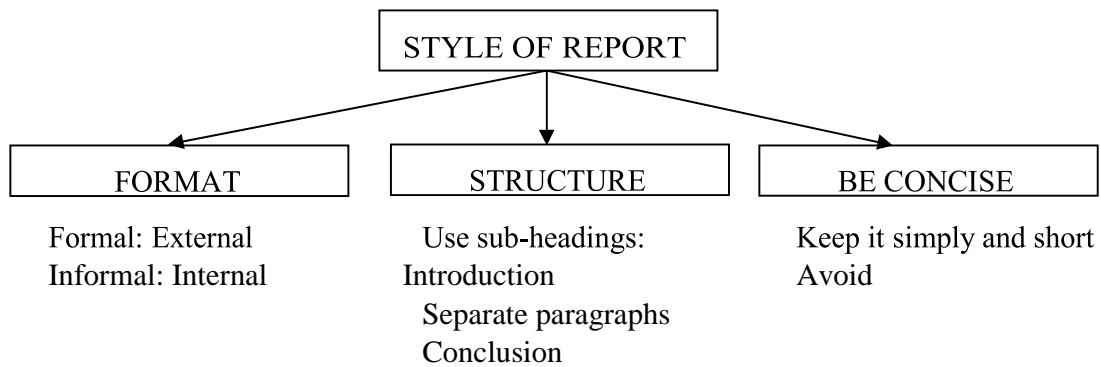 STYLE OF REPORT
FORMAT
Formal: External
Informal: Internal
STRUCTURE
Use sub-headings:
Introduction
Separate paragraphs
Conclusion
BE CONCISE
Keep it simply and short
Avoid